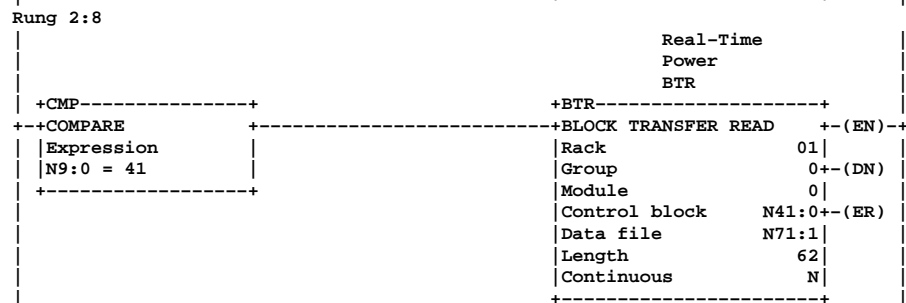 Rung 2:8
Real-Time
Power
BTR
+CMP---------------+ +BTR--------------------+
+-+COMPARE +--------------------------+BLOCK TRANSFER READ +-(EN)-+
|Expression | |Rack 01|
|N9:0 = 41 | |Group 0+-(DN)
+------------------+ |Module 0|
|Control block N41:0+-(ER)
|Data file N71:1|
|Length 62|
|Continuous N|
+-----------------------+